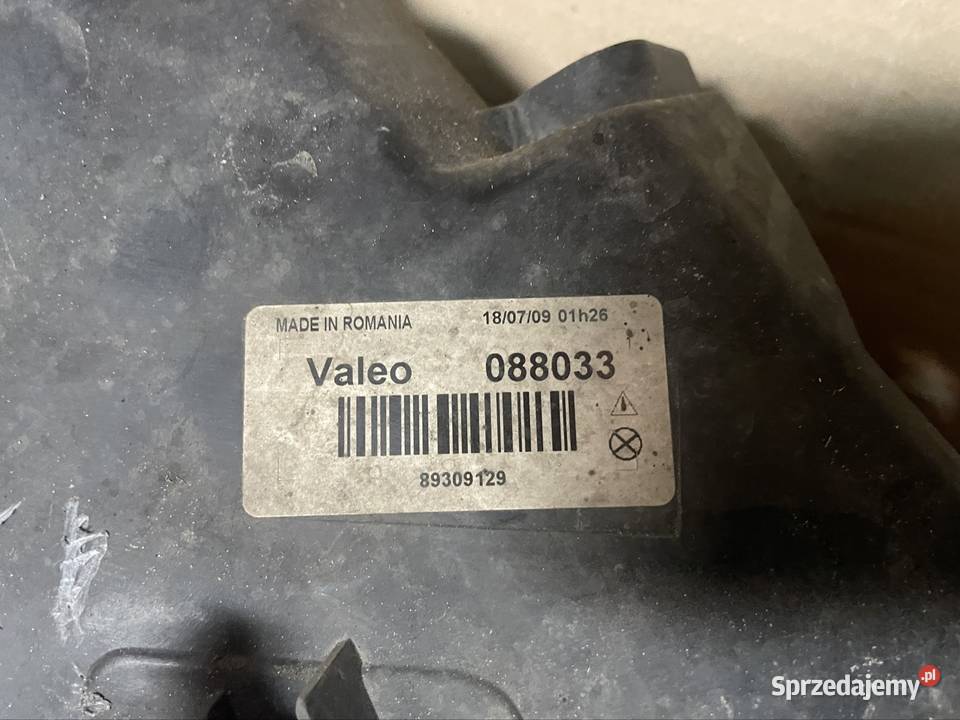 MADE IN ROMANIA 18/07/09 01h26
Valeo 088033
89309129
Sprzedajemy.pl